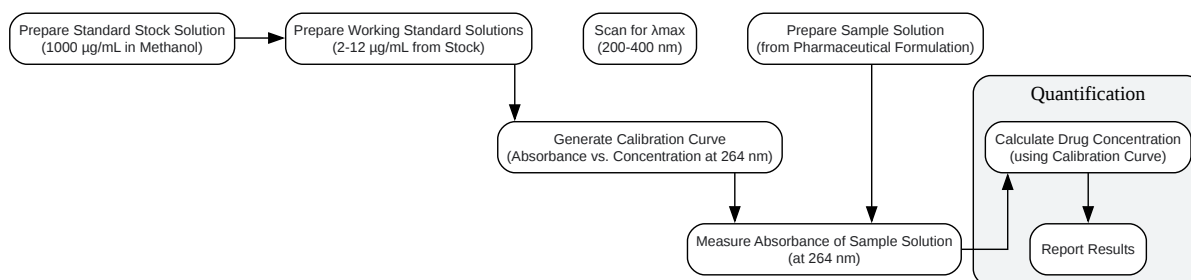 Prepare Standard Stock Solution
(1000 µg/mL in Methanol)
Prepare Working Standard Solutions
(2-12 µg/mL from Stock)
Scan for λmax
(200-400 nm)
Prepare Sample Solution
(from Pharmaceutical Formulation)
Generate Calibration Curve
(Absorbance vs. Concentration at 264 nm)
Measure Absorbance of Sample Solution
(at 264 nm)
Quantification
Calculate Drug Concentration
(using Calibration Curve)
Report Results